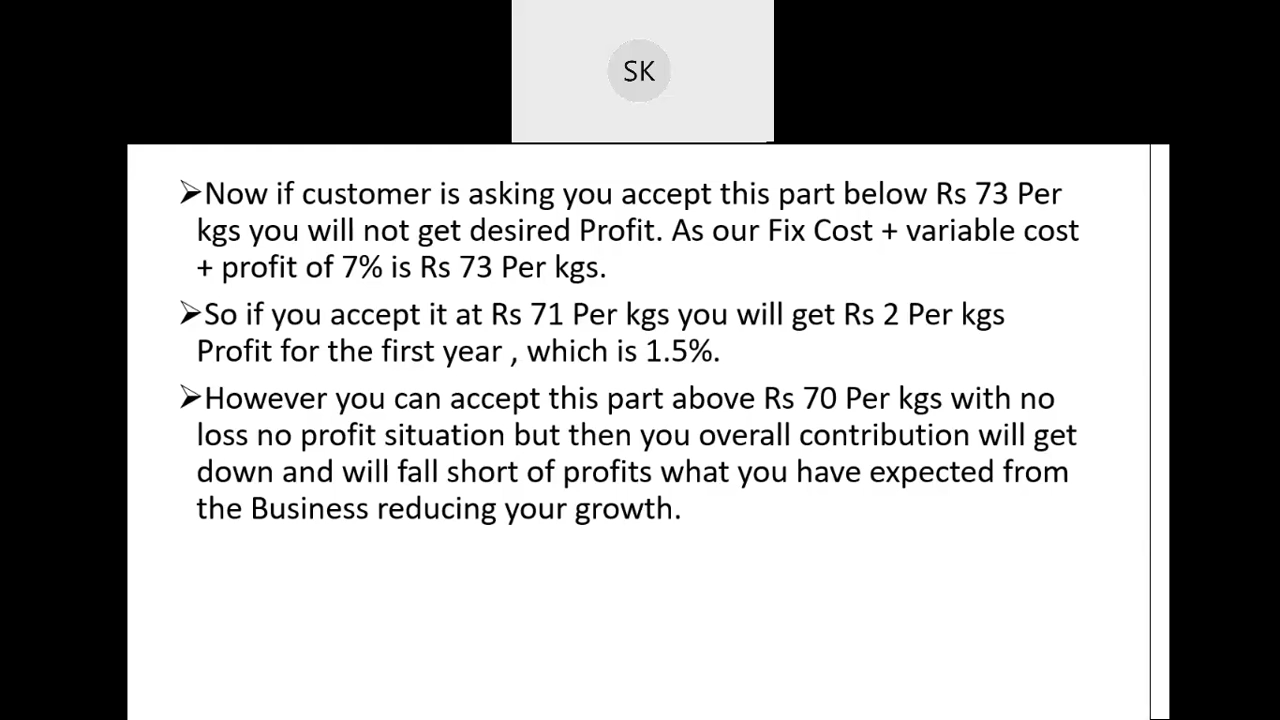 SK
➢Now if customer is asking you accept this part below Rs 73 Per
kgs you will not get desired Profit. As our Fix Cost + variable cost
+ profit of 7% is Rs 73 Per kgs.
➢So if you accept it at Rs 71 Per kgs you will get Rs 2 Per kgs
Profit for the first year , which is 1.5%.
➢However you can accept this part above Rs 70 Per kgs with no
loss no profit situation but then you overall contribution will get
down and will fall short of profits what you have expected from
the Business reducing your growth.